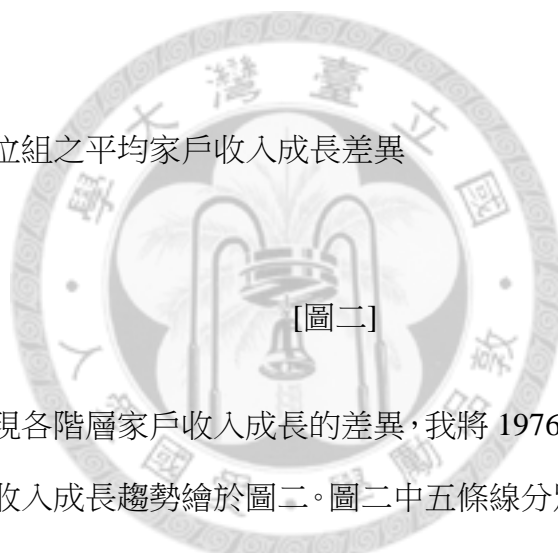 位組之平均家戶收入成長差異
[圖二]
現各階層家戶收入成長的差異，我將 1976
收入成長趨勢繪於圖二。圖二中五條線分別